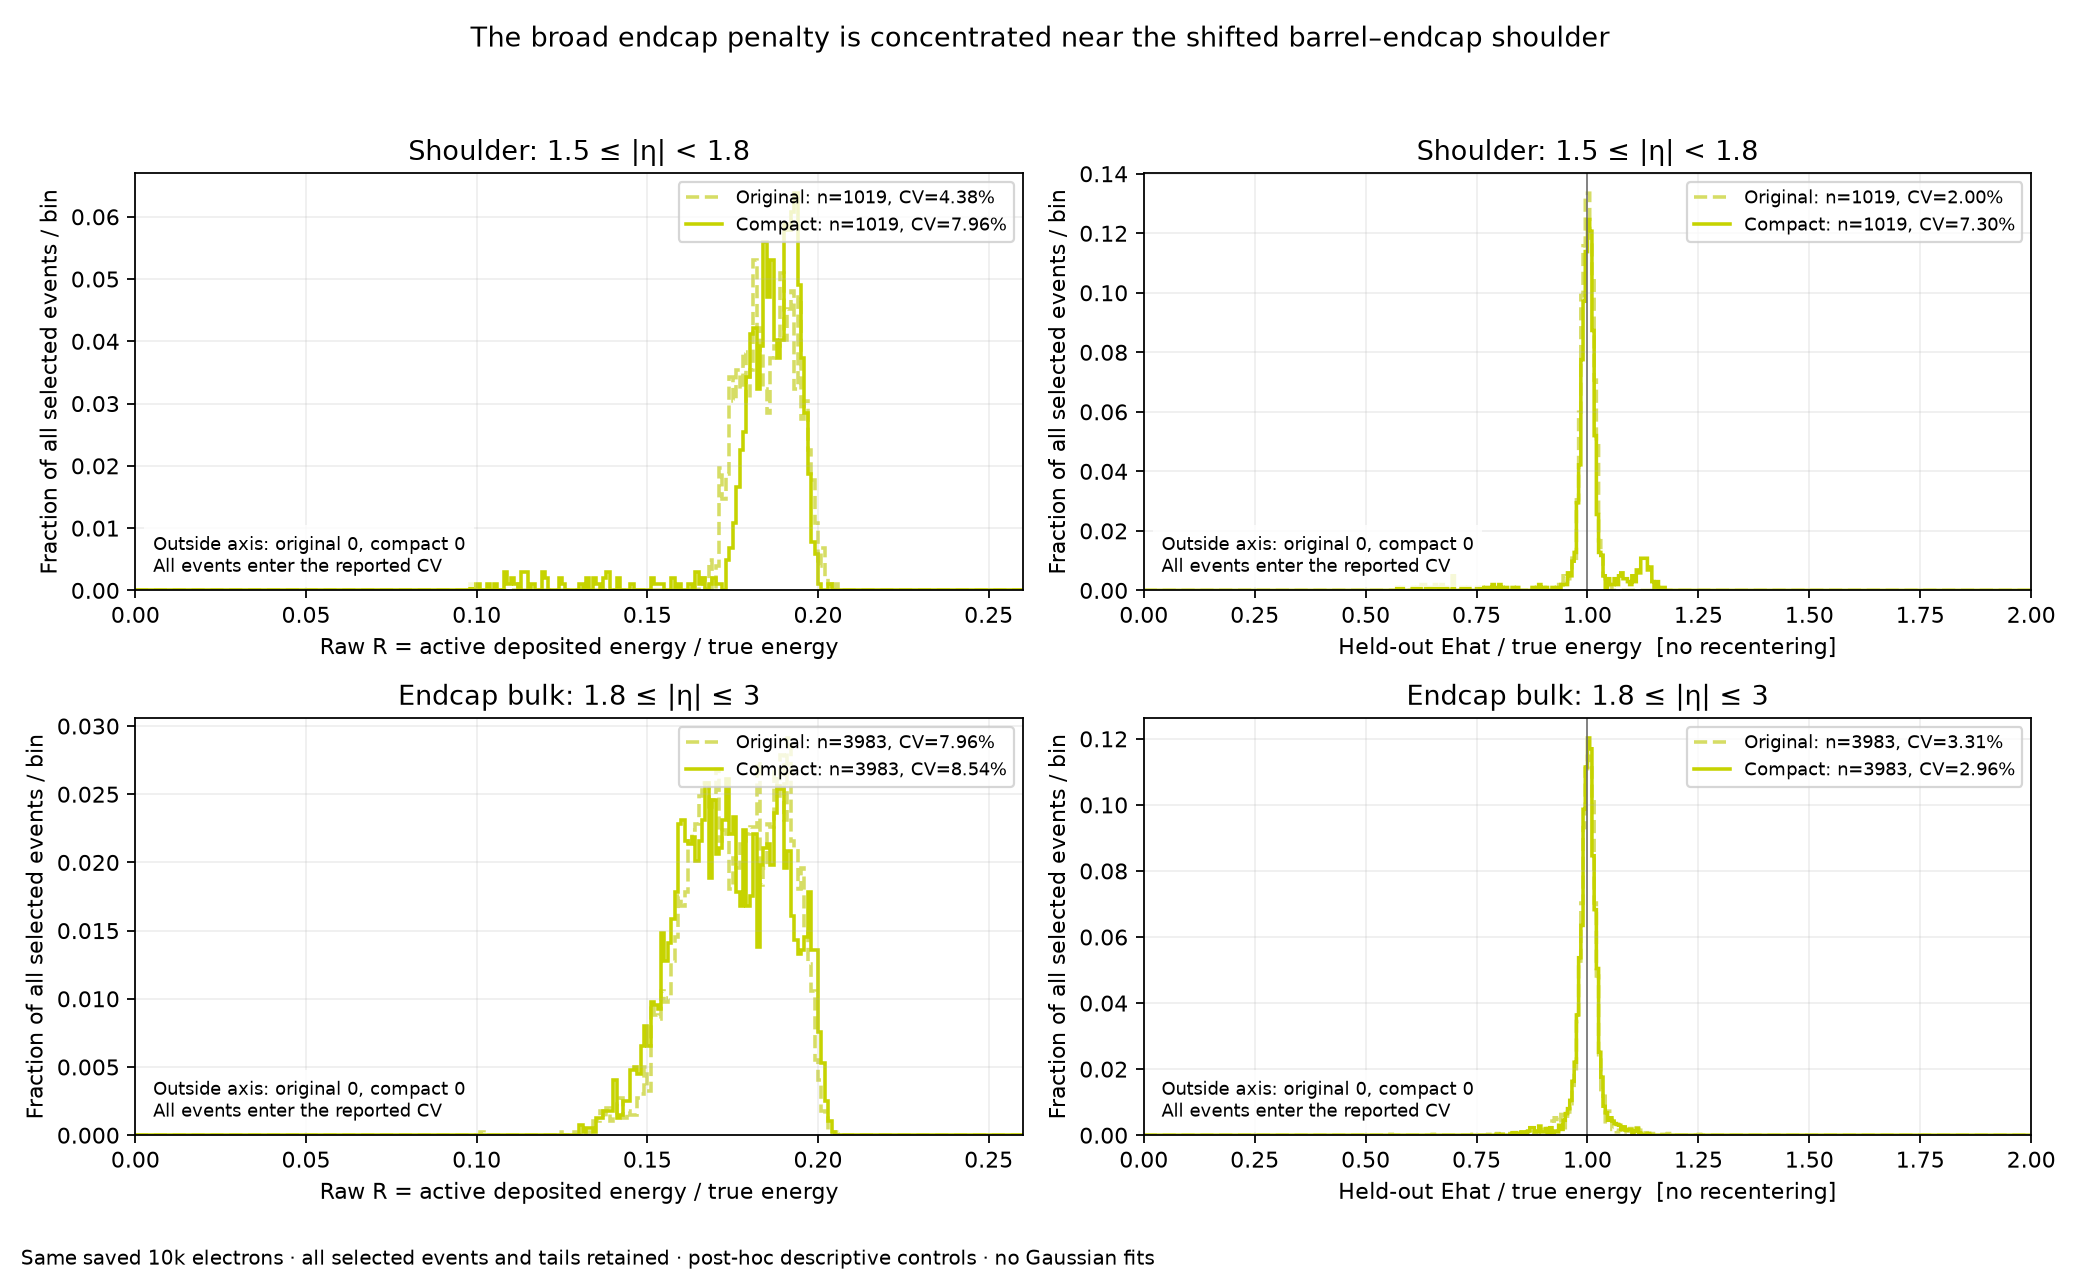 The broad endcap penalty is concentrated near the shifted barrel–endcap shoulder
Shoulder: 1.5 ≤ |η| < 1.8
Fraction of all selected events / bin
0.06
0.05
0.04
0.03
0.02
0.01
0.00
Original: n=1019, CV=4.38%
Compact: n=1019, CV=7.96%
Outside axis: original 0, compact 0
All events enter the reported CV
0.00 0.05 0.10 0.15 0.20 0.25
Raw R = active deposited energy / true energy
Shoulder: 1.5 ≤ |η| < 1.8
Fraction of all selected events / bin
0.14
0.12
0.10
0.08
0.06
0.04
0.02
0.00
Original: n=1019, CV=2.00%
Compact: n=1019, CV=7.30%
Outside axis: original 0, compact 0
All events enter the reported CV
0.00 0.25 0.50 0.75 1.00 1.25 1.50 1.75 2.00
Held-out Ehat / true energy [no recentering]
Endcap bulk: 1.8 ≤ |η| ≤ 3
Fraction of all selected events / bin
0.030
0.025
0.020
0.015
0.010
0.005
0.000
Original: n=3983, CV=7.96%
Compact: n=3983, CV=8.54%
Outside axis: original 0, compact 0
All events enter the reported CV
0.00 0.05 0.10 0.15 0.20 0.25
Raw R = active deposited energy / true energy
Endcap bulk: 1.8 ≤ |η| ≤ 3
Fraction of all selected events / bin
0.12
0.10
0.08
0.06
0.04
0.02
0.00
Original: n=3983, CV=3.31%
Compact: n=3983, CV=2.96%
Outside axis: original 0, compact 0
All events enter the reported CV
0.00 0.25 0.50 0.75 1.00 1.25 1.50 1.75 2.00
Held-out Ehat / true energy [no recentering]
Same saved 10k electrons · all selected events and tails retained · post-hoc descriptive controls · no Gaussian fits